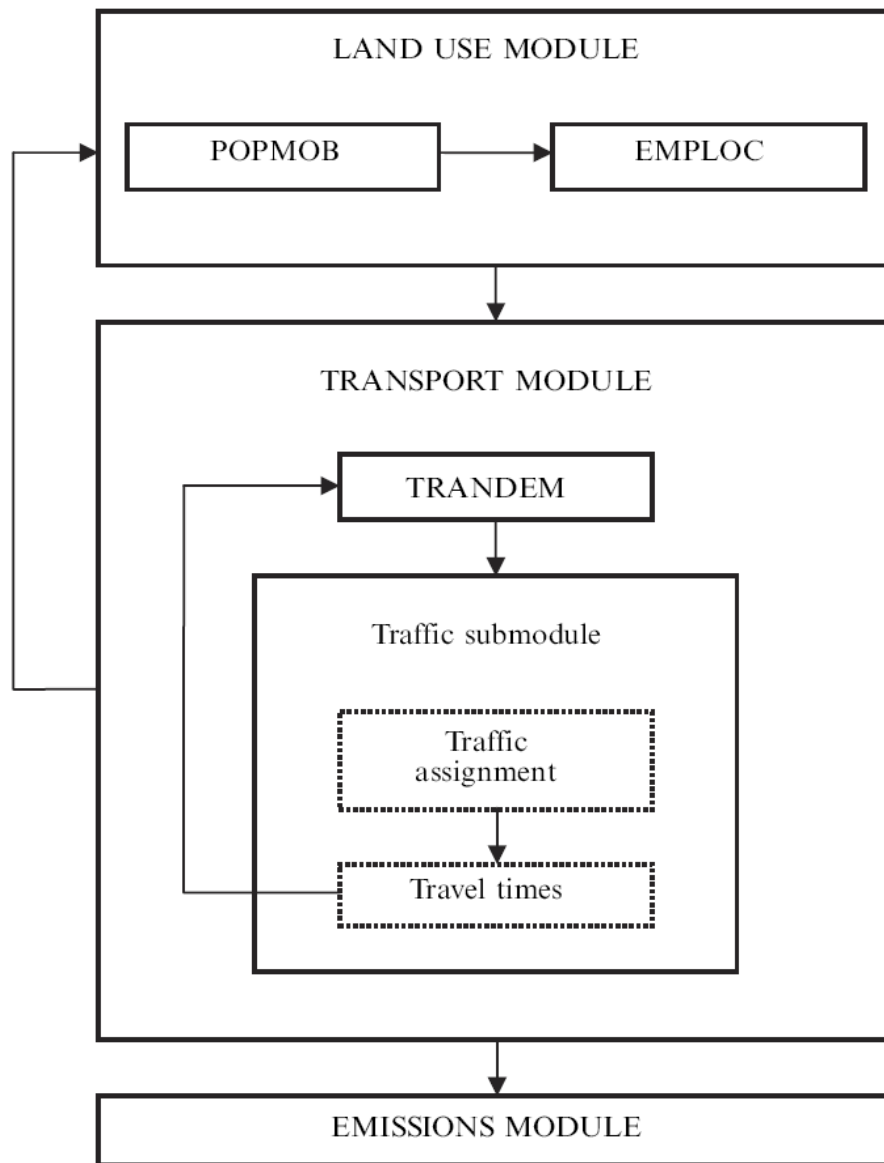 LAND USE MODULE
POPMOB
EMPLOC
TRANSPORT MODULE
TRANDEM
Traffic submodule
Traffic
assignment
Travel times
EMISSIONS MODULE